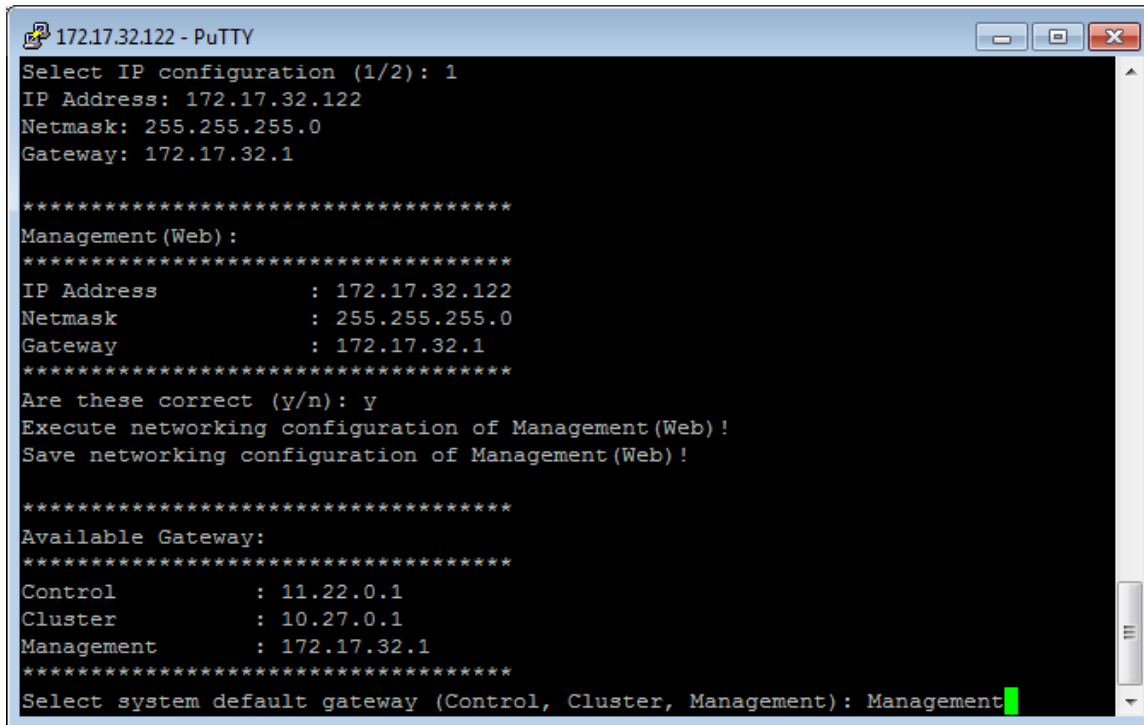 172.17.32.122 - PuTTY
Select IP configuration (1/2): 1
IP Address: 172.17.32.122
Netmask: 255.255.255.0
Gateway: 172.17.32.1
***********************************
Management(Web):
***********************************
IP Address           : 172.17.32.122
Netmask              : 255.255.255.0
Gateway              : 172.17.32.1
***********************************
Are these correct (y/n): y
Execute networking configuration of Management(Web)!
Save networking configuration of Management(Web)!
***********************************
Available Gateway:
***********************************
Control          : 11.22.0.1
Cluster          : 10.27.0.1
Management       : 172.17.32.1
***********************************
Select system default gateway (Control, Cluster, Management): Management